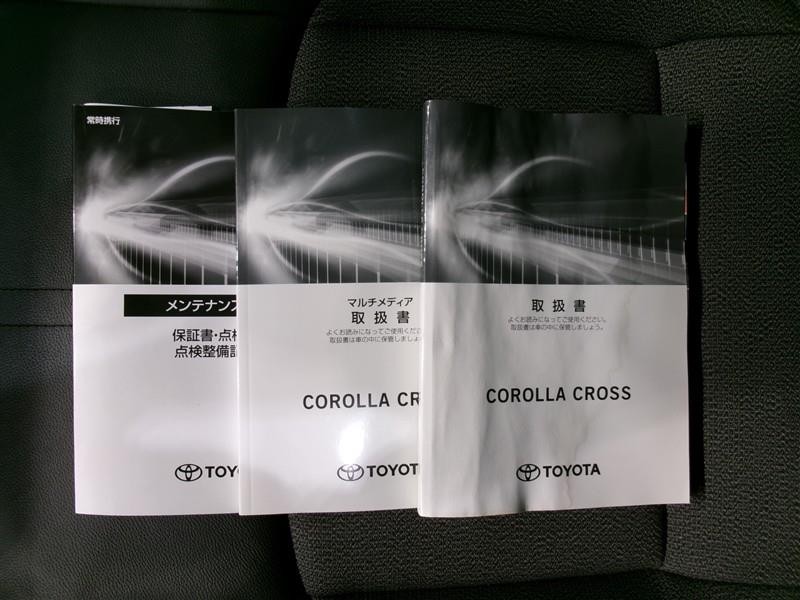 常時携行
メンテナンス
保証書・点検
点検整備記
TOYO
マルチメディア
取扱書
よくお読みになってご使用ください
取扱書は車の中に保管しましょ
COROLLA CR
TOYOTA
取扱書
よくお読みになってご使用ください。
取扱書は車の中に保管しましょう。
COROLLA CROSS
TOYOTA